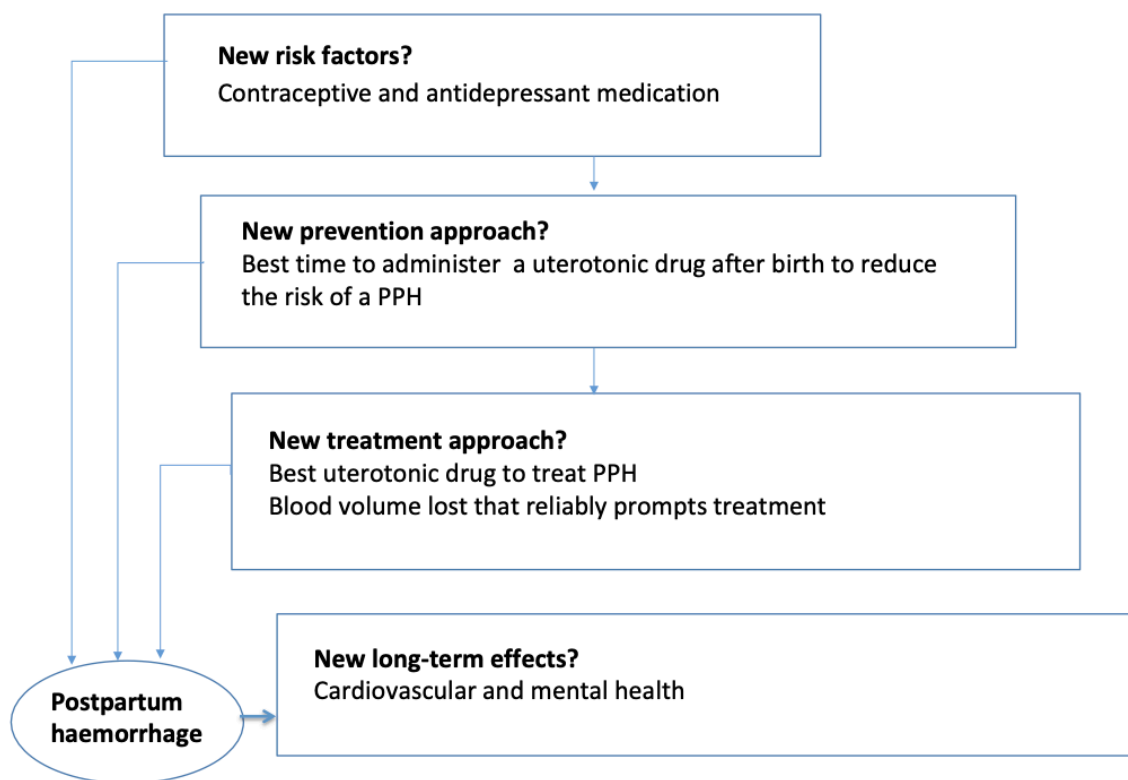 New risk factors?
Contraceptive and antidepressant medication
New prevention approach?
Best time to administer a uterotonic drug after birth to reduce
the risk of a PPH
New treatment approach?
Best uterotonic drug to treat PPH
Blood volume lost that reliably prompts treatment
New long-term effects?
Cardiovascular and mental health
Postpartum
haemorrhage